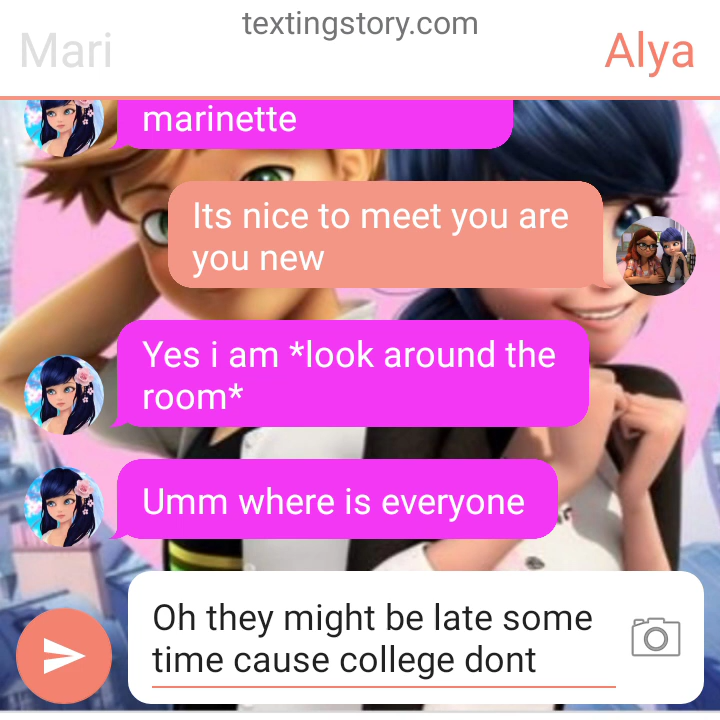 textingstory.com
Mari
Alya
marinette
Its nice to meet you are
you new
Yes i am *look around the
room*
Umm where is everyone
Oh they might be late some
time cause college dont